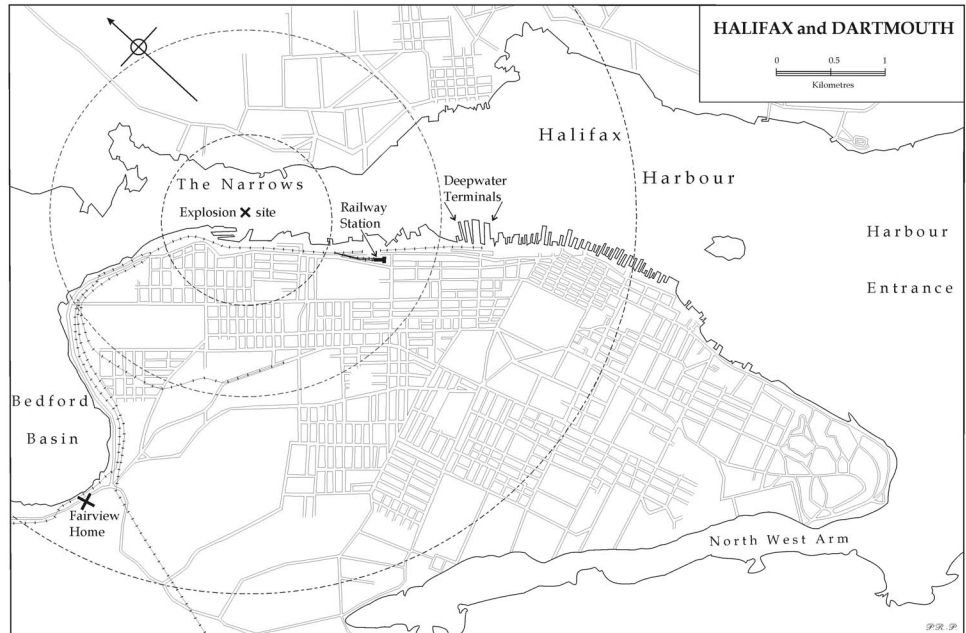 HALIFAX and DARTMOUTH
0 0.5 1
Kilometres
Halifax
Harbour
The Narrows
Deepwater
Terminals
Explosion site
Railway
Station
Harbour
Entrance
Bedford
Basin
Fairview
Home
North West Arm
P.R.P